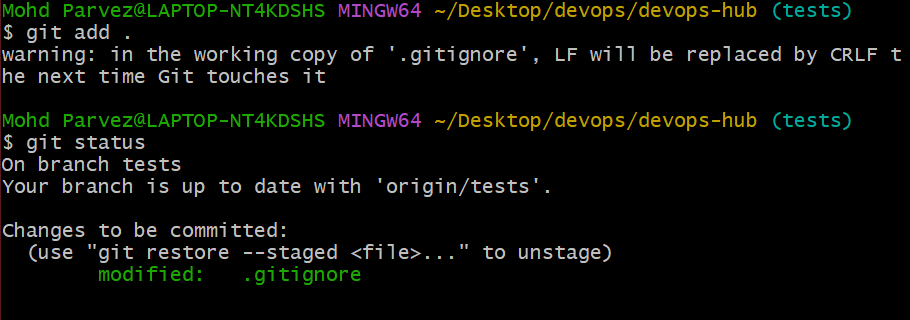 Mohd Parvez@LAPTOP-NT4KDSHS MINGW64 ~/Desktop/devops/devops-hub (tests)
$ git add .
warning: in the working copy of '.gitignore', LF will be replaced by CRLF t
he next time Git touches it
Mohd Parvez@LAPTOP-NT4KDSHS MINGW64 ~/Desktop/devops/devops-hub (tests)
$ git status
On branch tests
Your branch is up to date with 'origin/tests'.
Changes to be committed:
  (use "git restore --staged <file>..." to unstage)
        modified:   .gitignore